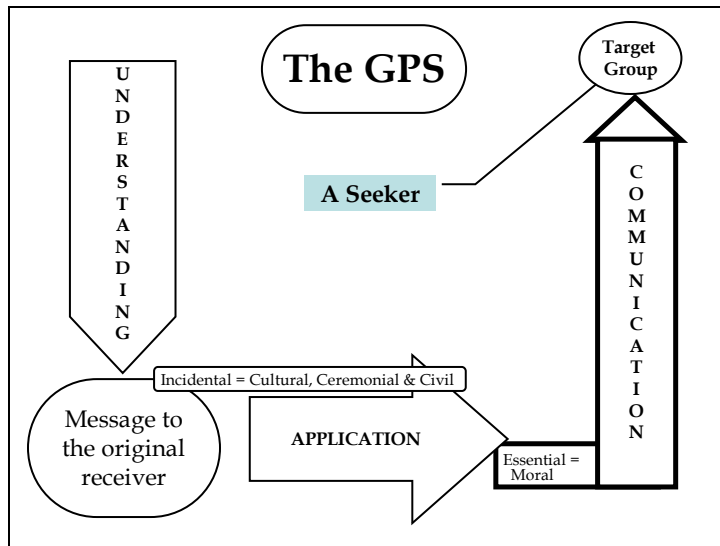 The GPS
Target
Group
UNDERSTANDING
A Seeker
COMMUNICATION
Incidental = Cultural, Ceremonial & Civil
Message to
the original
receiver
APPLICATION
Essential =
Moral